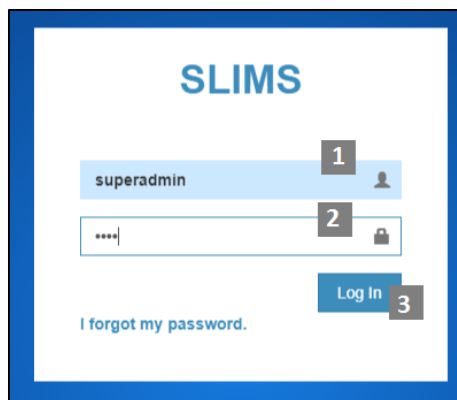 SLIMS
1
superadmin
2
••••
Log In
3
I forgot my password.